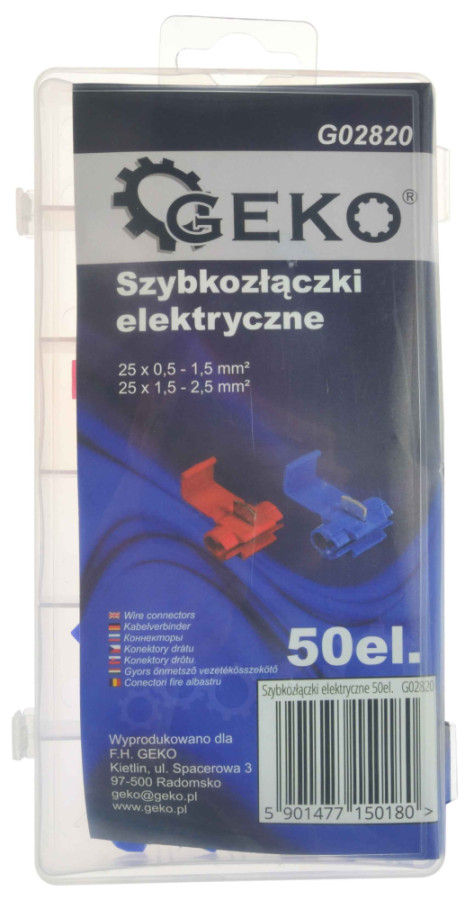 G02820
GEKO®
Szybkozłączki
elektryczne
25 x 0,5 - 1,5 mm²
25 x 1,5 - 2,5 mm²
Wire connectors
Kabelverbinder
Коннекторы
Konektory drátu
Konektory drótu
Gyors önmetsző vezetékösszekötő
Conectori fire albastru
50el.
Szybkozłączki elektryczne 50el. G02820
5 901477 150180 >
Wyprodukowano dla
F.H. GEKO
Kietlin, ul. Spacerowa 3
97-500 Radomsko
geko@geko.pl
www.geko.pl